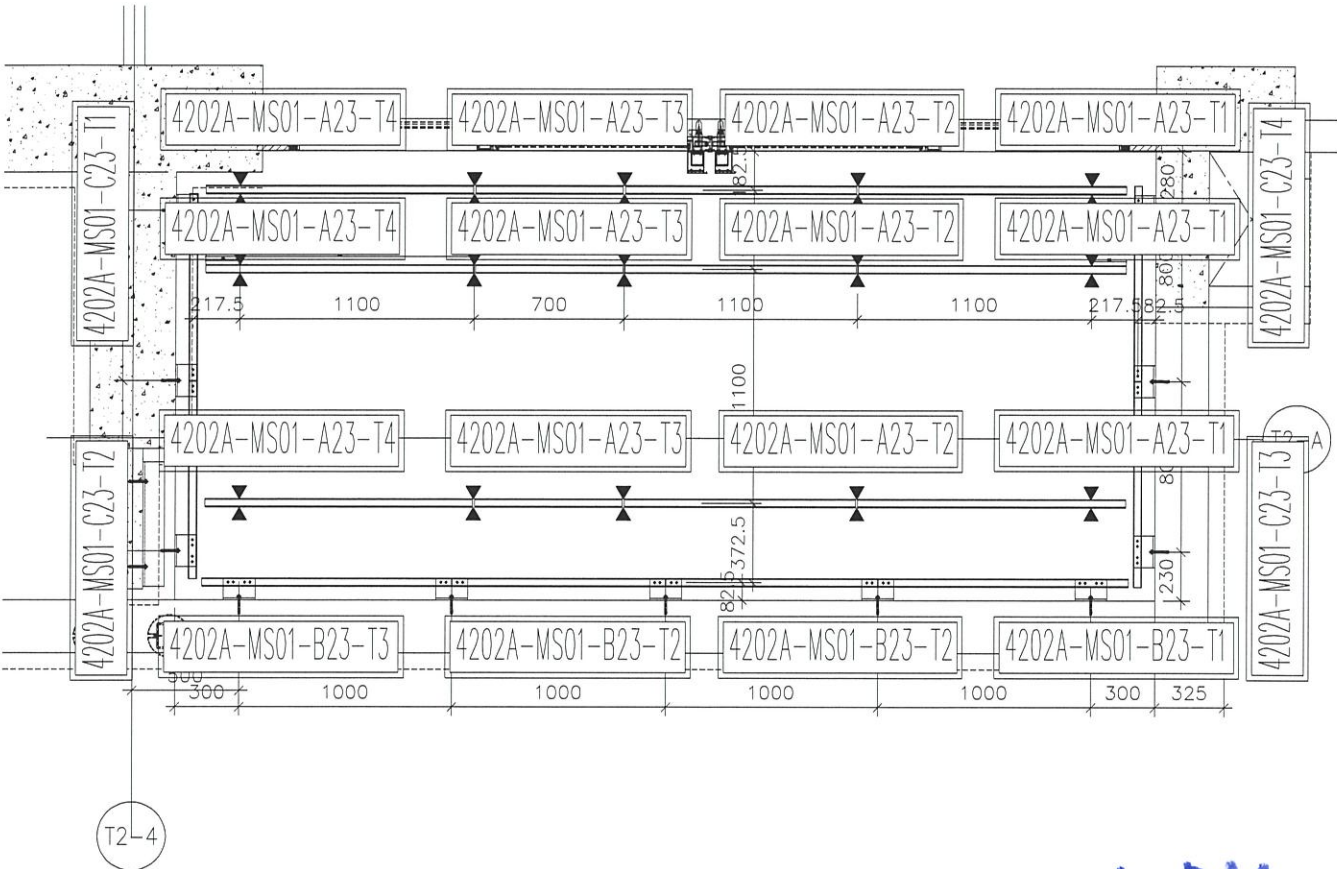 4202A-MS01-A23-T4 4202A-MS01-A23-T3 4202A-MS01-A23-T2 4202A-MS01-A23-T1
4202A-MS01-C23-T1
4202A-MS01-C23-T4
280
4202A-MS01-A23-T4 4202A-MS01-A23-T3 4202A-MS01-A23-T2 4202A-MS01-A23-T1
800
217.5 1100 700 1100 1100 217.5 82.5
1100
4202A-MS01-A23-T4 4202A-MS01-A23-T3 4202A-MS01-A23-T2 4202A-MS01-A23-T1
4202A-MS01-C23-T2
4202A-MS01-C23-T3
372.5
82.5
230
4202A-MS01-B23-T3 4202A-MS01-B23-T2 4202A-MS01-B23-T2 4202A-MS01-B23-T1
300 1000 1000 1000 1000 300 325
T2-4